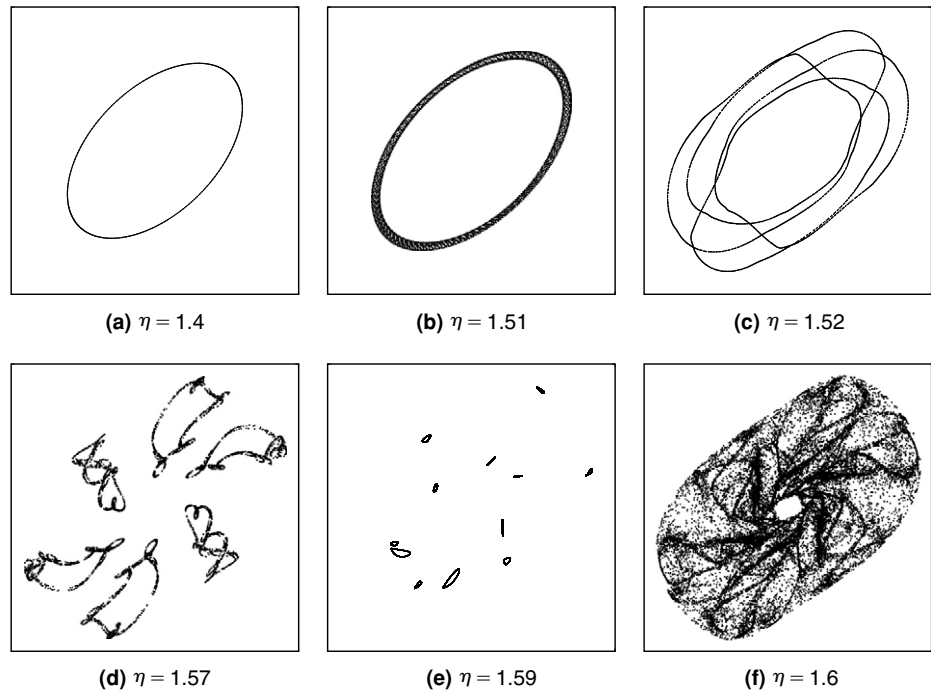 (a) η = 1.4
(b) η = 1.51
(c) η = 1.52
(d) η = 1.57
(e) η = 1.59
(f) η = 1.6